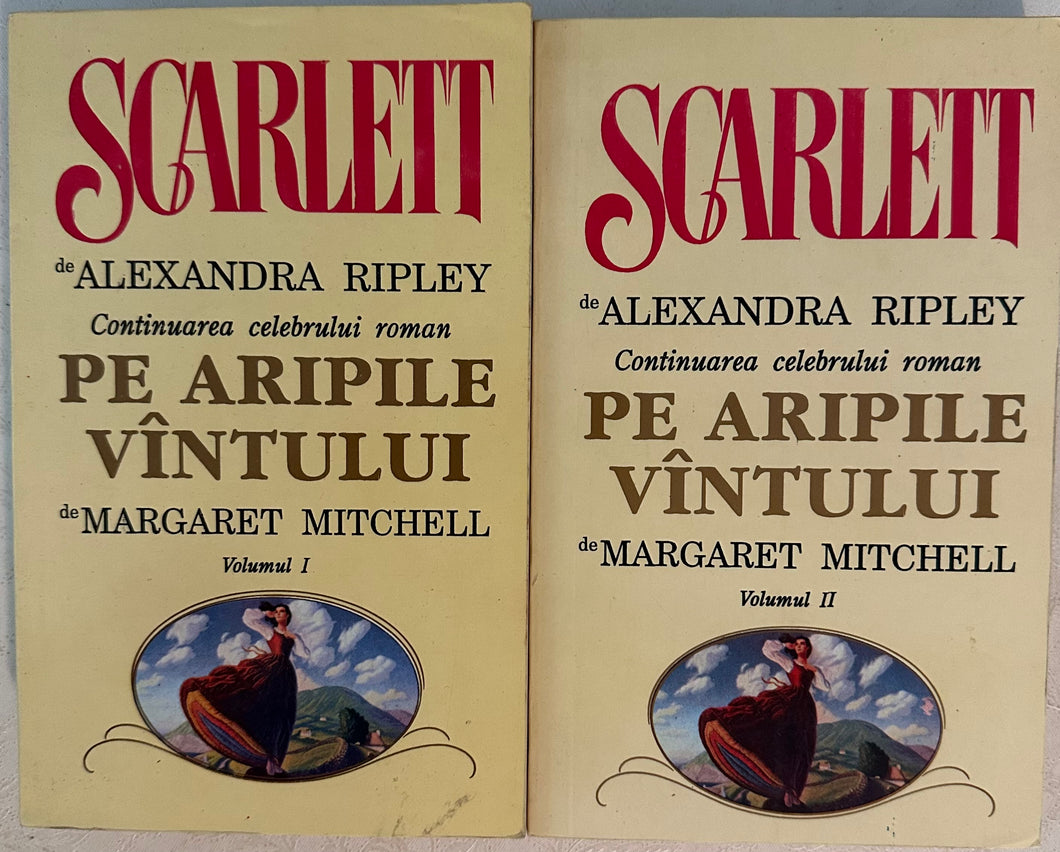 SCARLETT
de ALEXANDRA RIPLEY
Continuarea celebrului roman
PE ARIPILE
VÎNTULUI
de MARGARET MITCHELL
Volumul I
SCARLETT
de ALEXANDRA RIPLEY
Continuarea celebrului roman
PE ARIPILE
VÎNTULUI
de MARGARET MITCHELL
Volumul II